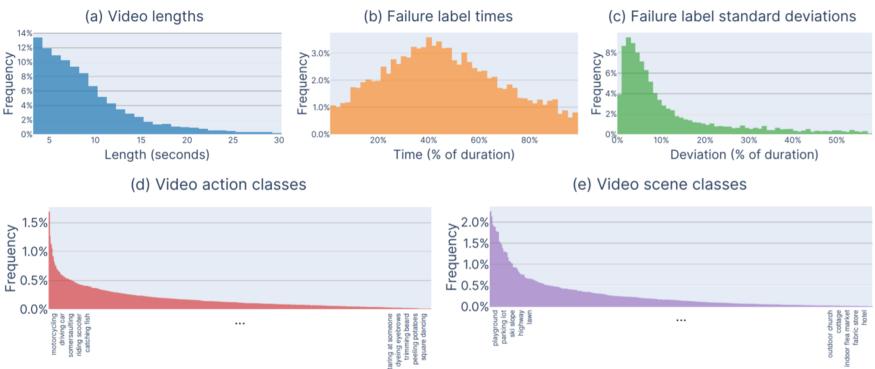 (a) Video lengths
Frequency
14%
12%
10%
8%
6%
4%
2%
0%
5
10
15
20
25
30
Length (seconds)
(b) Failure label times
Frequency
3.0%
2.0%
1.0%
0.0%
20%
40%
60%
80%
Time (% of duration)
(c) Failure label standard deviations
Frequency
8%
6%
4%
2%
0%
0%
10%
20%
30%
40%
50%
Deviation (% of duration)
(d) Video action classes
Frequency
1.5%
1.0%
0.5%
0.0%
motorcycling
driving car
somersaulting
riding scooter
catching fish
...
laring at someone
dyeing eyebrows
trimming beard
peeling potatoes
square dancing
(e) Video scene classes
Frequency
2.0%
1.5%
1.0%
0.5%
0.0%
playground
parking lot
ski slope
highway
lawn
...
outdoor church
cottage
indoor flea market
fabric store
hotel